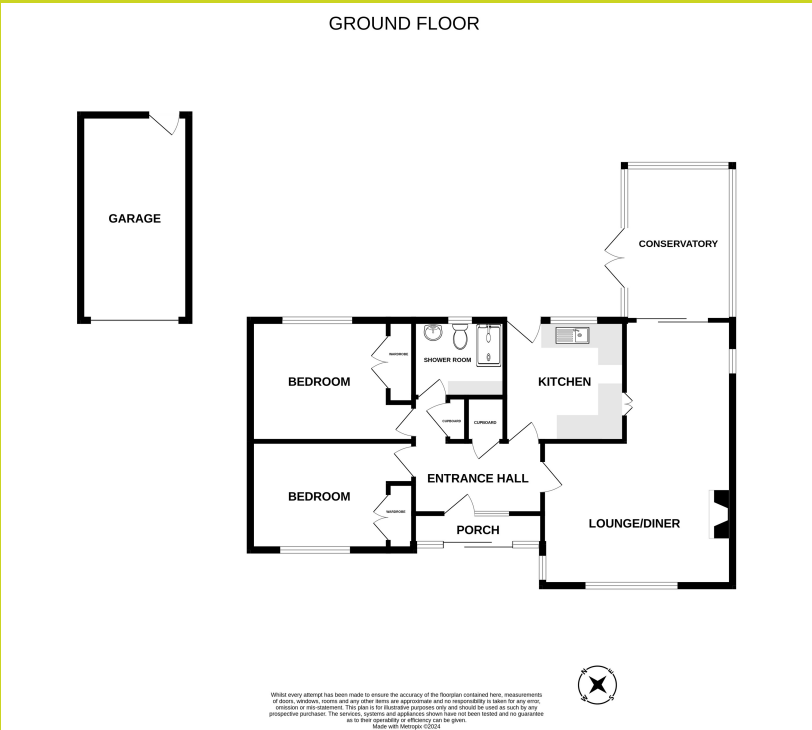 GROUND FLOOR
GARAGE
CONSERVATORY
WARDROBE
SHOWER ROOM
BEDROOM
KITCHEN
CUPBOARD
CUPBOARD
ENTRANCE HALL
BEDROOM
WARDROBE
LOUNGE/DINER
PORCH
N
E
W
S
Whilst every attempt has been made to ensure the accuracy of the floorplan contained here, measurements
of doors, windows, rooms and any other items are approximate and no responsibility is taken for any error,
omission or mis-statement. This plan is for illustrative purposes only and should be used as such by any
prospective purchaser. The services, systems and appliances shown have not been tested and no guarantee
as to their operability or efficiency can be given.
Made with Metropix ©2024